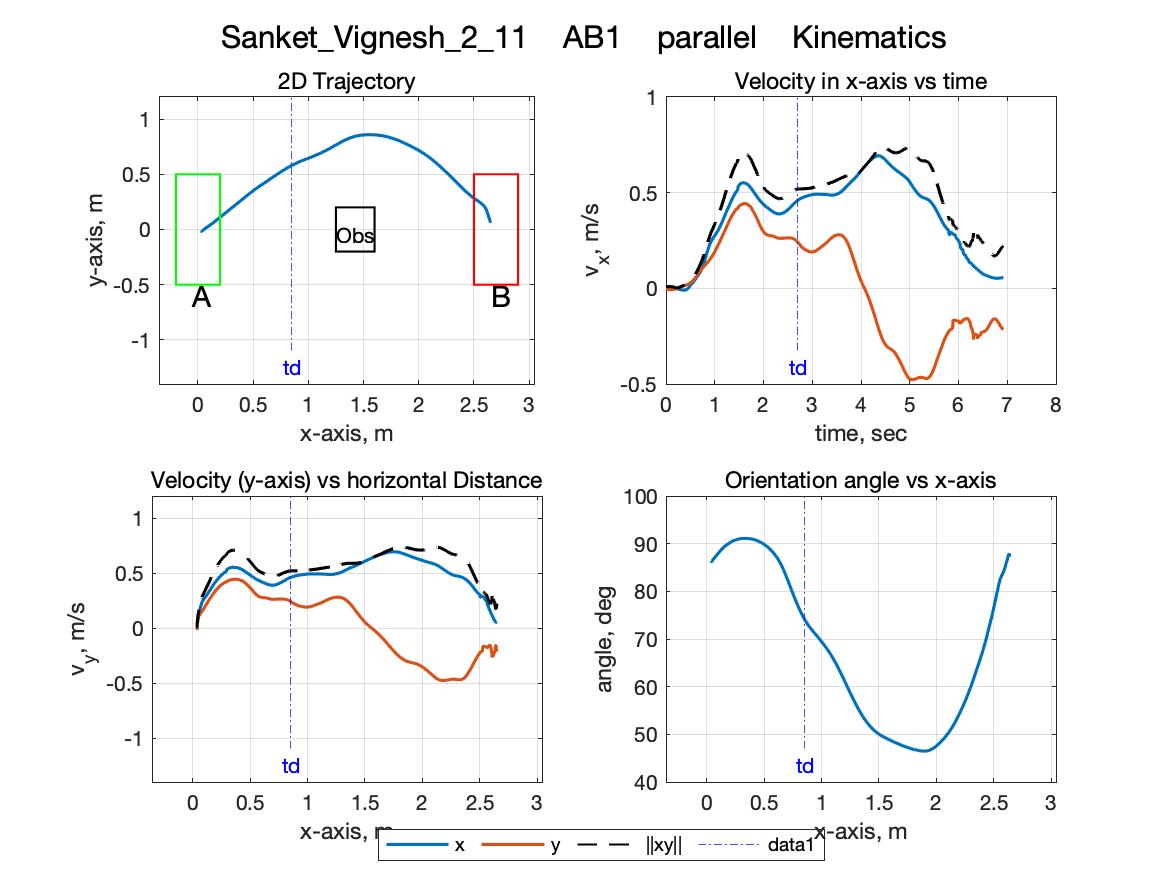 Sanket_Vignesh_2_11 AB1 parallel Kinematics
2D Trajectory
1
0.5
0
-0.5
-1
y-axis, m
A
Obs
B
td
0 0.5 1 1.5 2 2.5 3
x-axis, m
Velocity in x-axis vs time
1
0.5
0
-0.5
v_x, m/s
td
0 1 2 3 4 5 6 7 8
time, sec
Velocity (y-axis) vs horizontal Distance
1
0.5
0
-0.5
-1
v_y, m/s
td
0 0.5 1 1.5 2 2.5 3
x-axis, m
Orientation angle vs x-axis
100
90
80
70
60
50
40
angle, deg
td
0 0.5 1 1.5 2 2.5 3
x-axis, m
x y ||xy|| data1